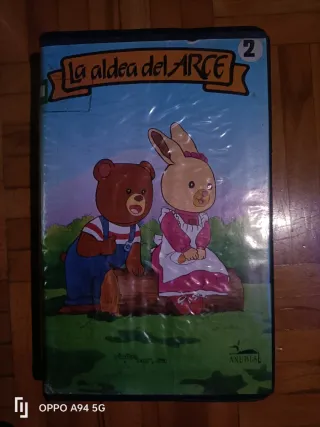 2
La aldea del ARCE
OPPO A94 5G